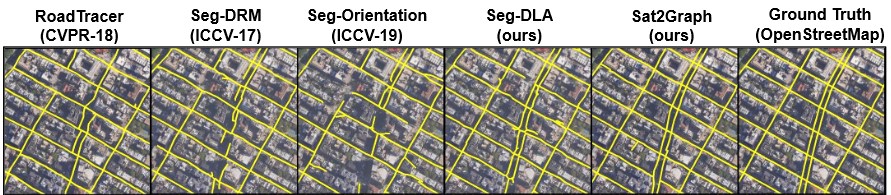 RoadTracer
(CVPR-18)
Seg-DRM
(ICCV-17)
Seg-Orientation
(ICCV-19)
Seg-DLA
(ours)
Sat2Graph
(ours)
Ground Truth
(OpenStreetMap)